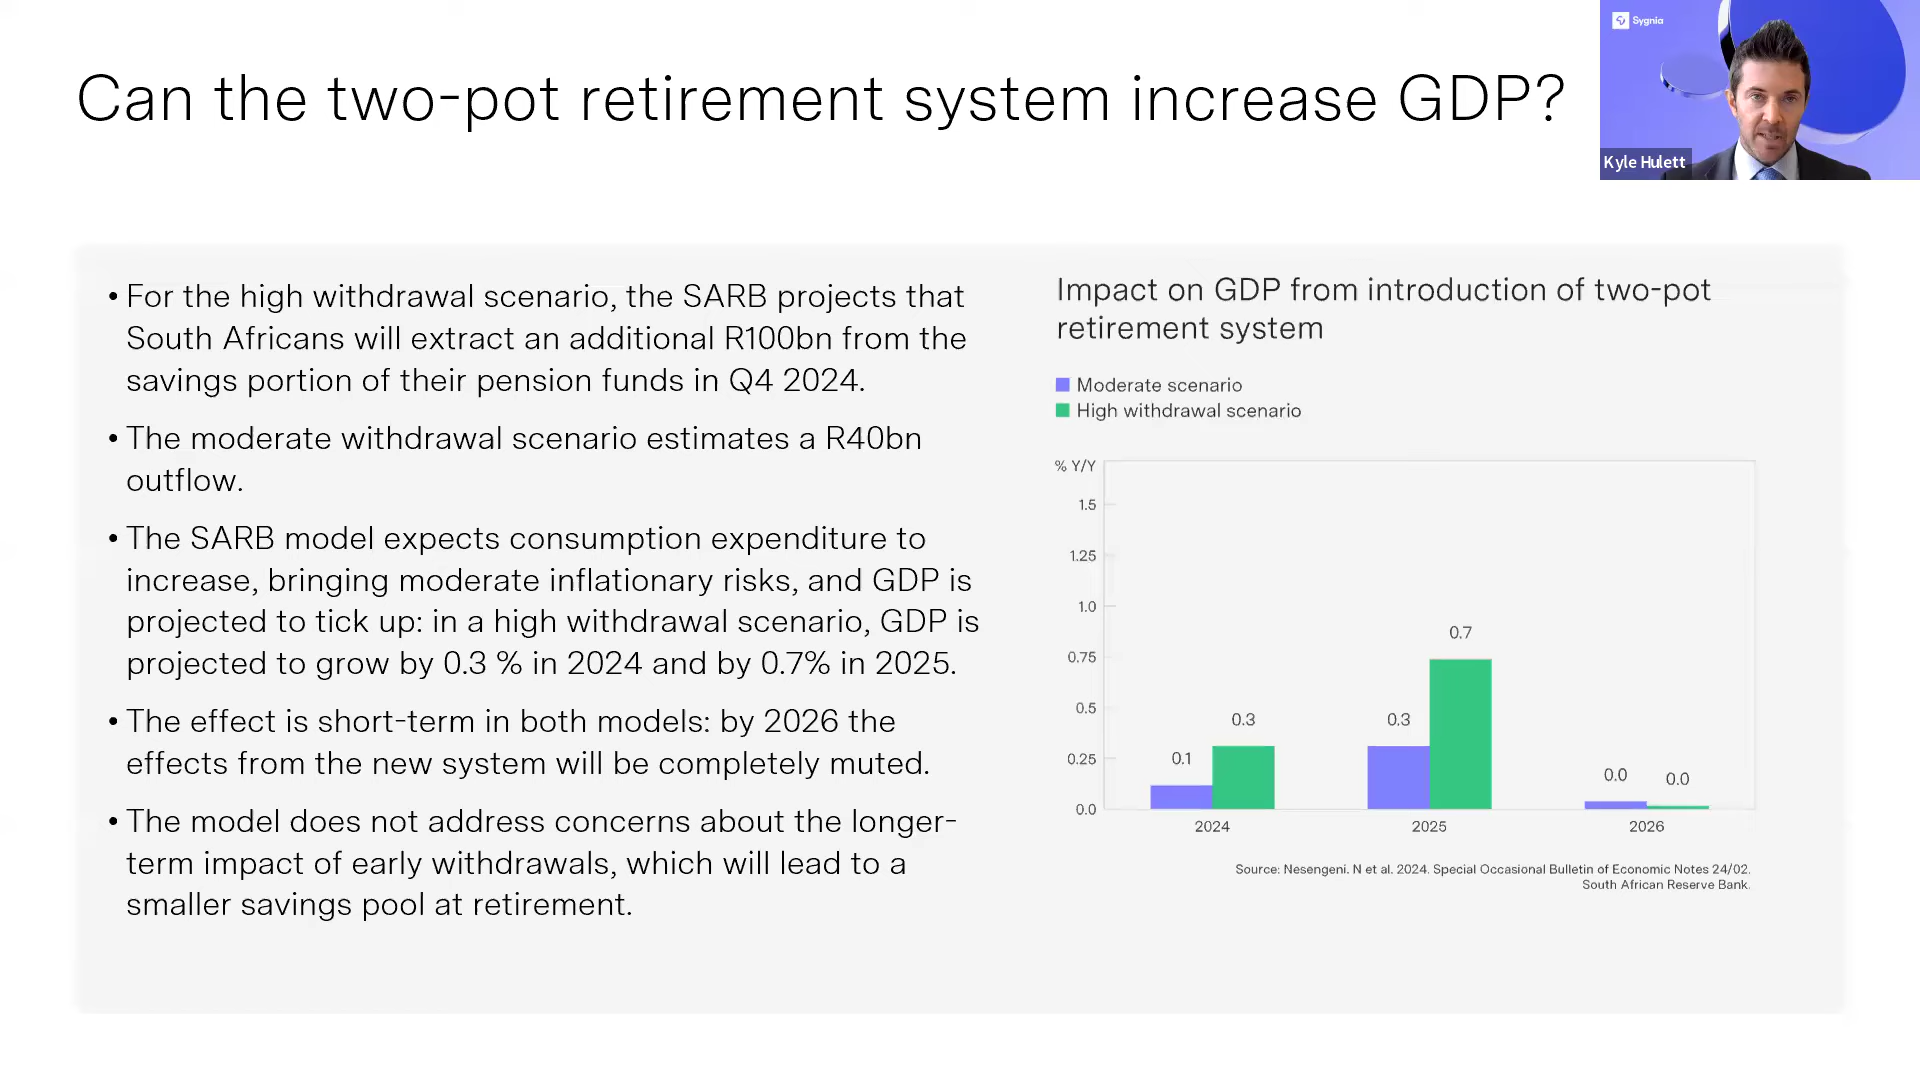 Can the two-pot retirement system increase GDP?
Sygnia
Kyle Hulett
• For the high withdrawal scenario, the SARB projects that
South Africans will extract an additional R100bn from the
savings portion of their pension funds in Q4 2024.
• The moderate withdrawal scenario estimates a R40bn
outflow.
• The SARB model expects consumption expenditure to
increase, bringing moderate inflationary risks, and GDP is
projected to tick up: in a high withdrawal scenario, GDP is
projected to grow by 0.3 % in 2024 and by 0.7% in 2025.
• The effect is short-term in both models: by 2026 the
effects from the new system will be completely muted.
• The model does not address concerns about the longer-
term impact of early withdrawals, which will lead to a
smaller savings pool at retirement.
Impact on GDP from introduction of two-pot
retirement system
Moderate scenario
High withdrawal scenario
% Y/Y
1.5
1.25
1.0
0.75
0.5
0.25
0.0
0.1
0.3
0.3
0.7
0.0
0.0
2024
2025
2026
Source: Nesengeni. N et al. 2024. Special Occasional Bulletin of Economic Notes 24/02.
South African Reserve Bank.